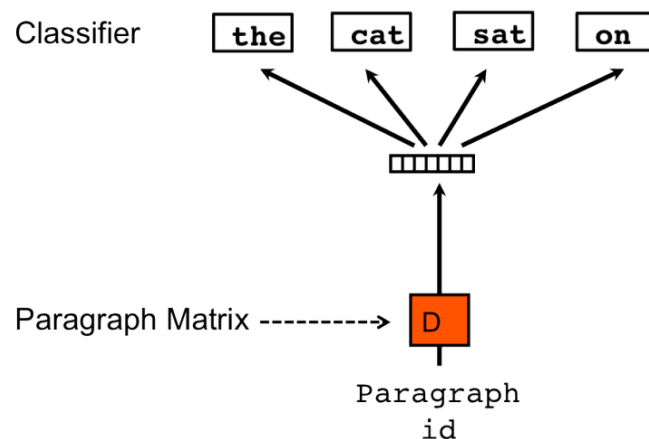 Classifier
the cat sat on
Paragraph Matrix
D
Paragraph
id